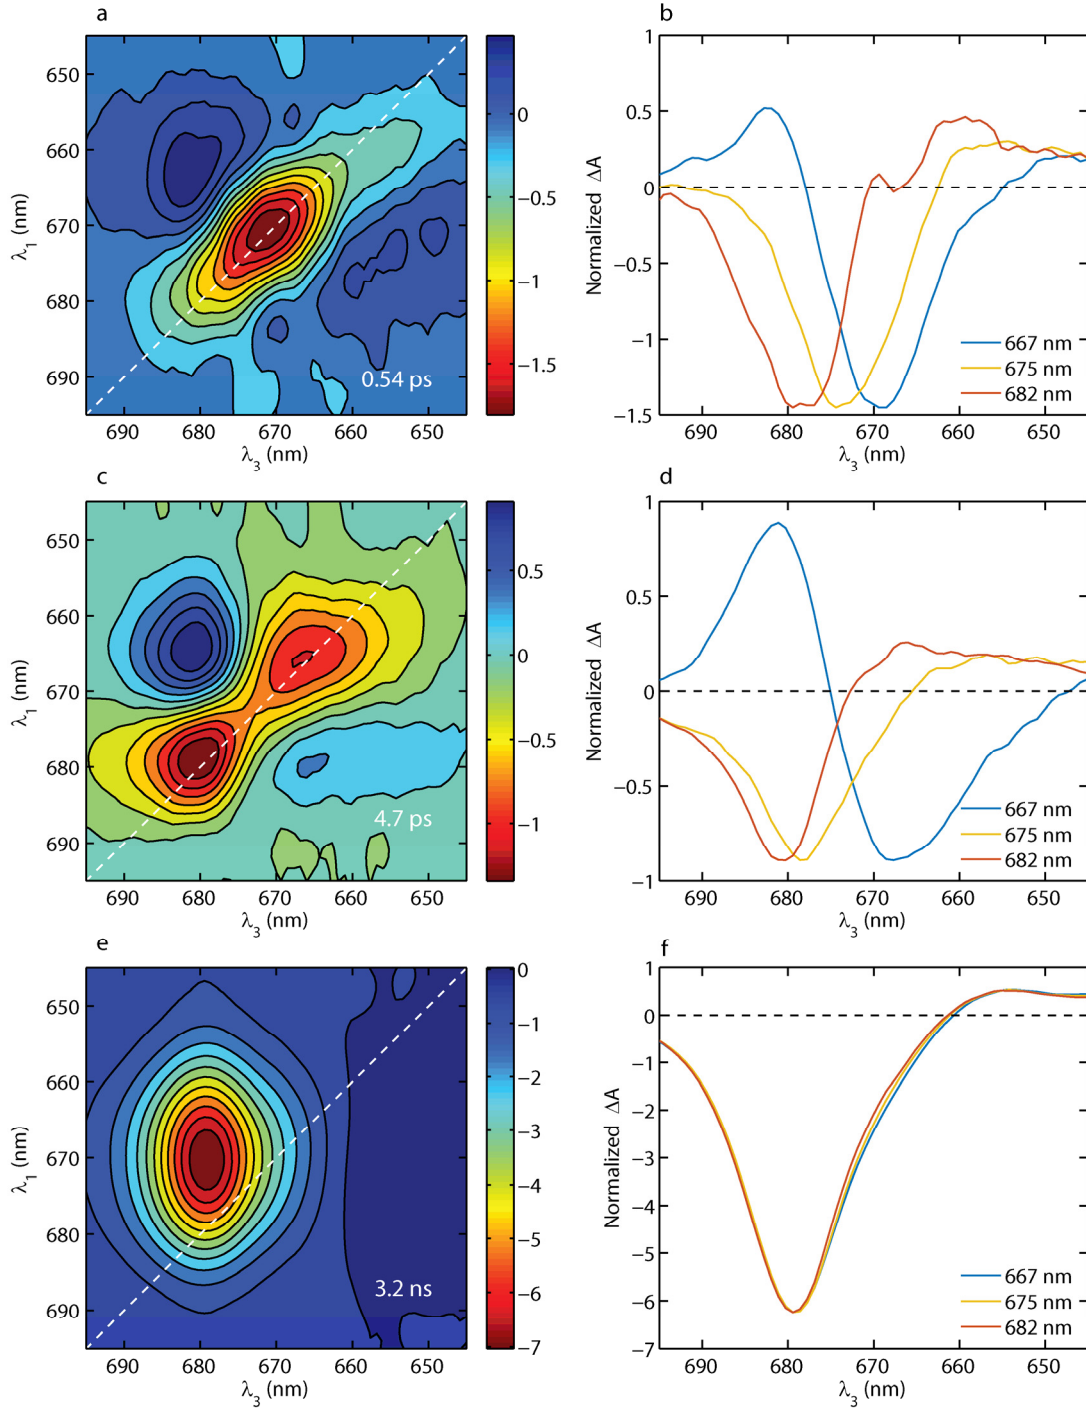 a
650
660
670
680
690
λ1 (nm)
0.54 ps
690 680 670 660 650
λ3 (nm)
0
−0.5
−1
−1.5
b
1
0.5
0
−0.5
−1
−1.5
Normalized ΔA
667 nm
675 nm
682 nm
690 680 670 660 650
λ3 (nm)
c
650
660
670
680
690
λ1 (nm)
4.7 ps
690 680 670 660 650
λ3 (nm)
0.5
0
−0.5
−1
d
1
0.5
0
−0.5
−1
Normalized ΔA
667 nm
675 nm
682 nm
690 680 670 660 650
λ3 (nm)
e
650
660
670
680
690
λ1 (nm)
3.2 ns
690 680 670 660 650
λ3 (nm)
0
−1
−2
−3
−4
−5
−6
−7
f
1
0
−1
−2
−3
−4
−5
−6
−7
Normalized ΔA
667 nm
675 nm
682 nm
690 680 670 660 650
λ3 (nm)